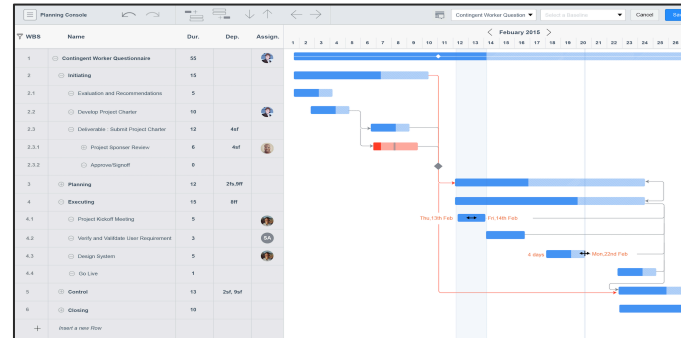 Planning Console Contingent Worker Question Select a Baseline Cancel
WBS Name Dur. Dep. Assign.
Febuary 2015
1 2 3 4 5 6 7 8 9 10 11 12 13 14 15 16 17 18 19 20 21 22 23 24 25 26
1 Contingent Worker Questionnaire 55
2 Initiating 15
2.1 Evaluation and Recommendations 5
2.2 Develop Project Charter 10
2.3 Deliverable : Submit Project Charter 12 4sf
2.3.1 Project Sponsor Review 6 4sf
2.3.2 Approve/Signoff 0
3 Planning 12 2fs,9ff
4 Executing 15 8ff
4.1 Project Kickoff Meeting 5 Thu,13th Feb Fri,14th Feb
4.2 Verify and Valifdate User Requirement 3 SA
4.3 Design System 5 4 days Mon,22nd Feb
4.4 Go Live 1
5 Control 13 2sf, 9sf
6 Closing 10
Insert a new Row